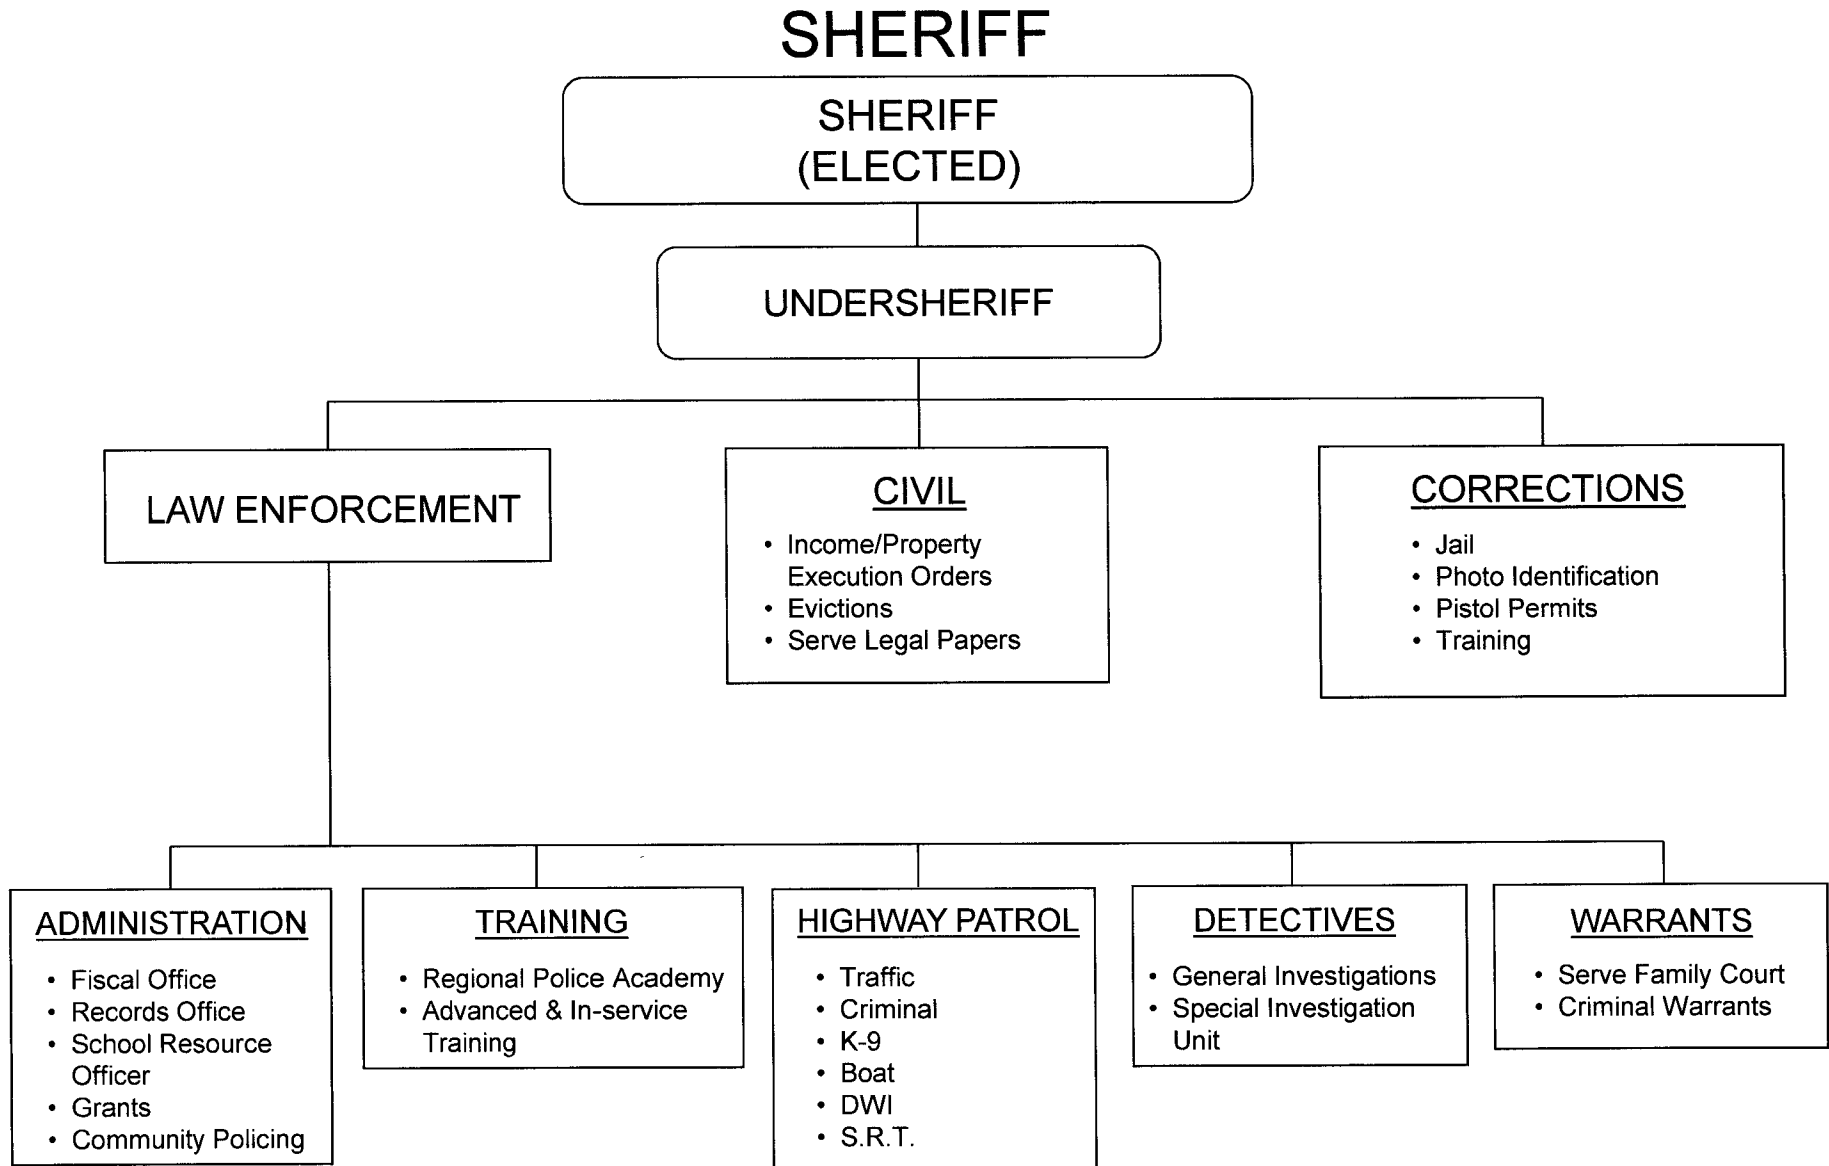 SHERIFF
SHERIFF
(ELECTED)
UNDERSHERIFF
LAW ENFORCEMENT
CIVIL
• Income/Property
Execution Orders
• Evictions
• Serve Legal Papers
CORRECTIONS
• Jail
• Photo Identification
• Pistol Permits
• Training
ADMINISTRATION
• Fiscal Office
• Records Office
• School Resource
Officer
• Grants
• Community Policing
TRAINING
• Regional Police Academy
• Advanced & In-service
Training
HIGHWAY PATROL
• Traffic
• Criminal
• K-9
• Boat
• DWI
• S.R.T.
DETECTIVES
• General Investigations
• Special Investigation
Unit
WARRANTS
• Serve Family Court
• Criminal Warrants